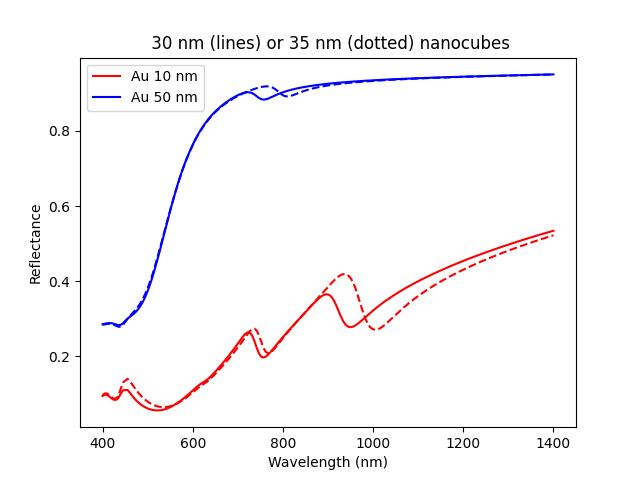 30 nm (lines) or 35 nm (dotted) nanocubes
Au 10 nm
Au 50 nm
0.8
0.6
0.4
0.2
Reflectance
400 600 800 1000 1200 1400
Wavelength (nm)